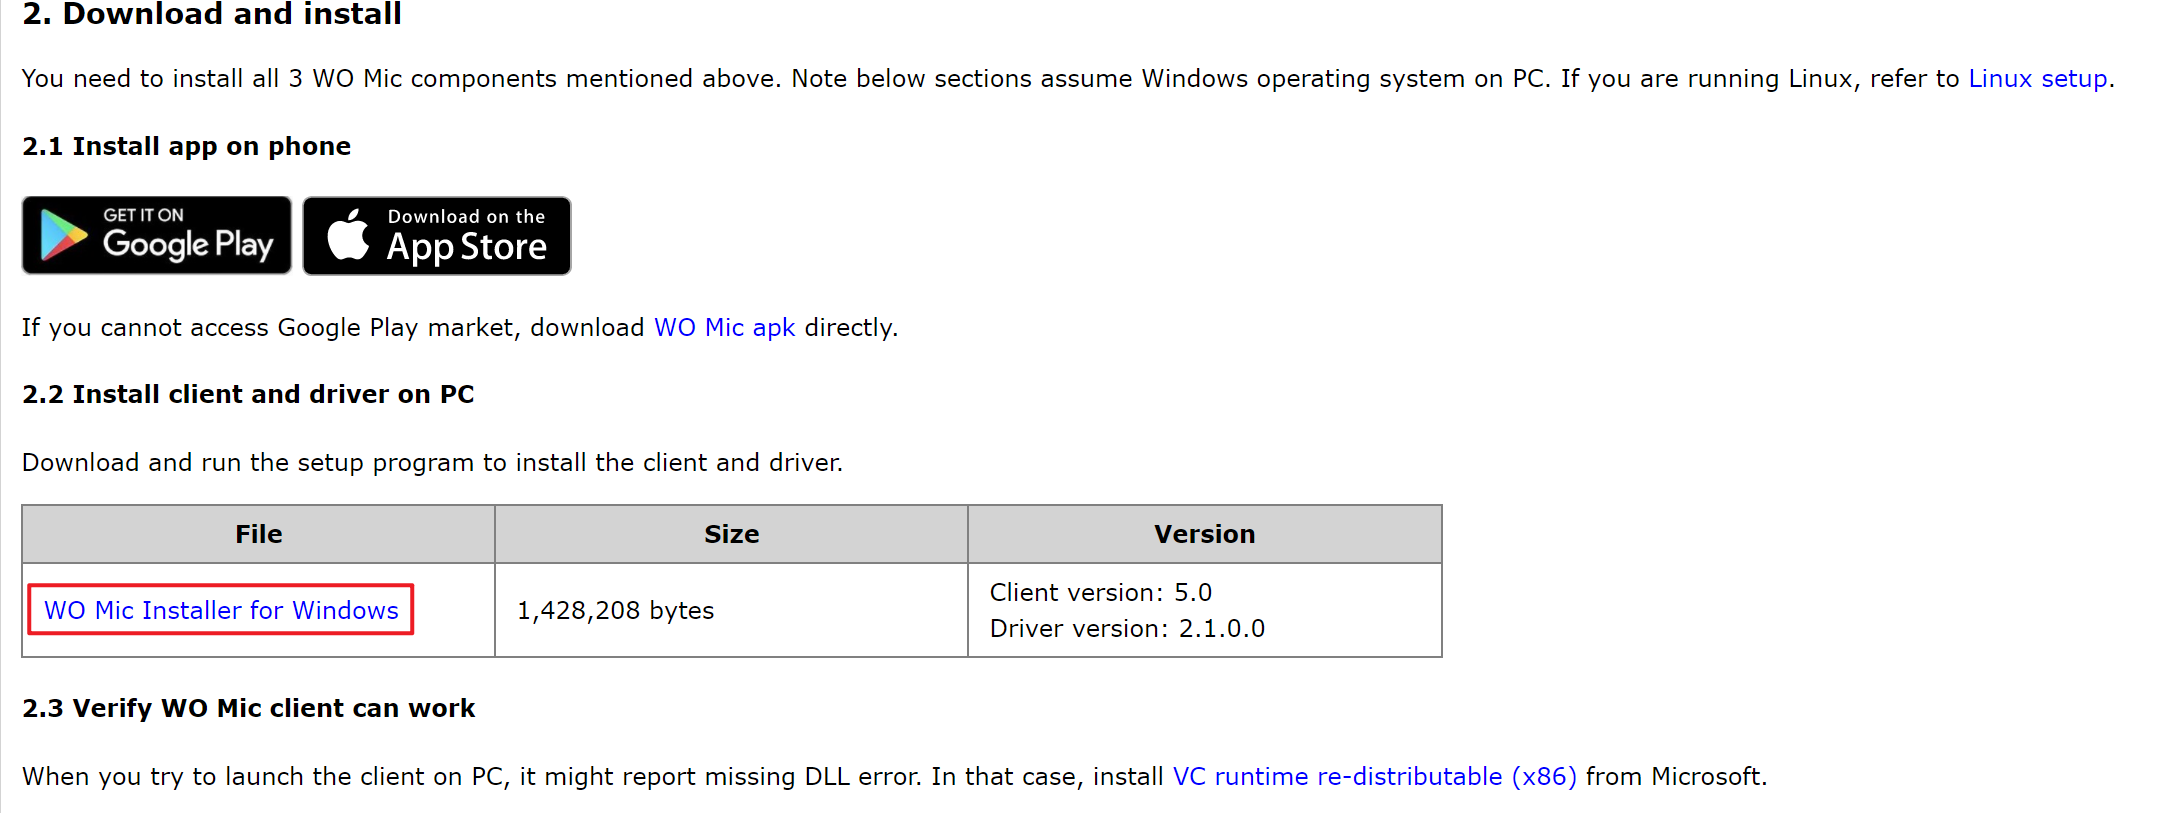 2. Download and install
You need to install all 3 WO Mic components mentioned above. Note below sections assume Windows operating system on PC. If you are running Linux, refer to Linux setup.
2.1 Install app on phone
GET IT ON
Google Play
Download on the
App Store
If you cannot access Google Play market, download WO Mic apk directly.
2.2 Install client and driver on PC
Download and run the setup program to install the client and driver.
File Size Version
WO Mic Installer for Windows 1,428,208 bytes Client version: 5.0
Driver version: 2.1.0.0
2.3 Verify WO Mic client can work
When you try to launch the client on PC, it might report missing DLL error. In that case, install VC runtime re-distributable (x86) from Microsoft.